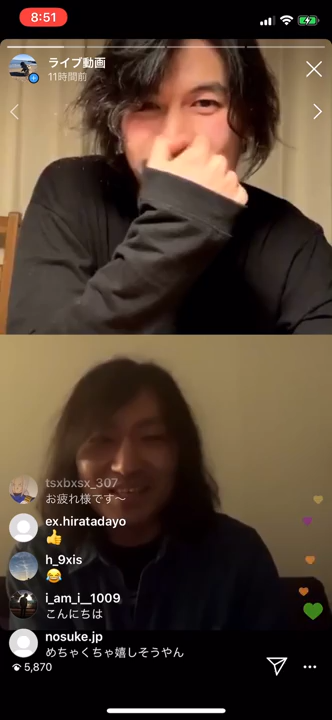 8:51
ライブ動画
11時間前
tsxbxsx_307
お疲れ様です〜
ex.hiratadayo
👍
h_9xis
😂
i_am_i__1009
こんにちは
nosuke.jp
めちゃくちゃ嬉しそうやん
5,870